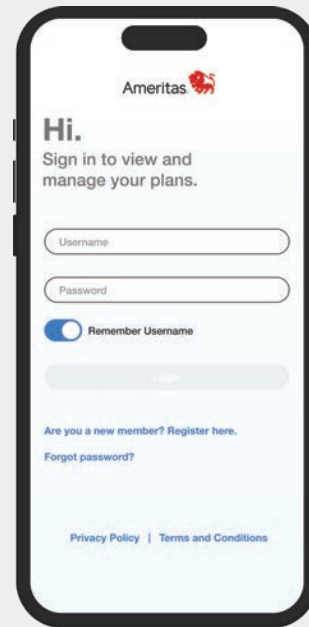 Ameritas
Hi.
Sign in to view and
manage your plans.
Username
Password
Remember Username
Login
Are you a new member? Register here.
Forgot password?
Privacy Policy | Terms and Conditions